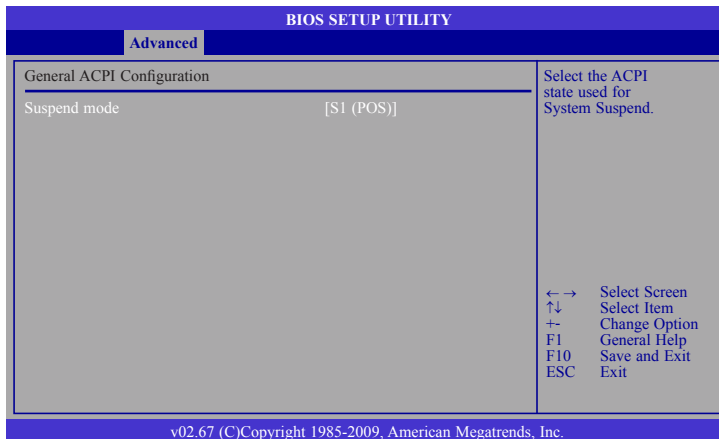 BIOS SETUP UTILITY
Advanced
General ACPI Configuration
Suspend mode [S1 (POS)]
Select the ACPI
state used for
System Suspend.
←→ Select Screen
↑↓ Select Item
+- Change Option
F1 General Help
F10 Save and Exit
ESC Exit
v02.67 (C)Copyright 1985-2009, American Megatrends, Inc.